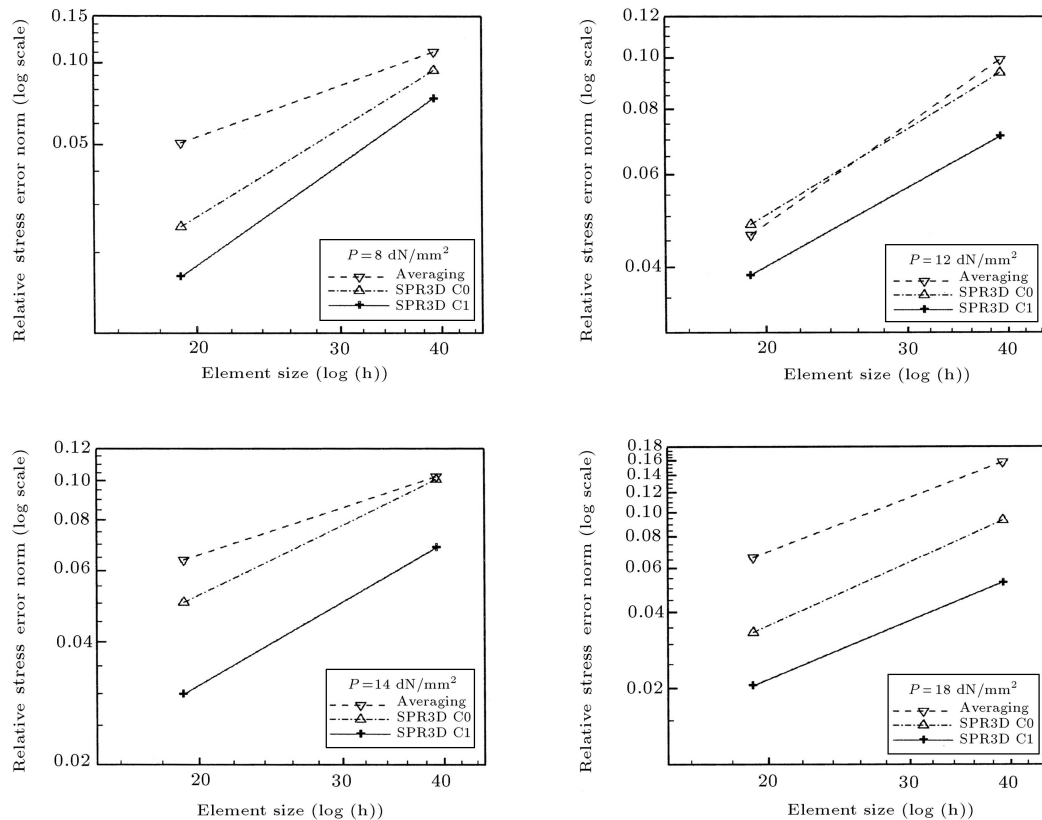 Relative stress error norm (log scale)
0.15
0.10
0.05
P=8 dN/mm²
Averaging
SPR3D C0
SPR3D C1
20
30
40
Element size (log (h))
Relative stress error norm (log scale)
0.12
0.10
0.08
0.06
0.04
P=12 dN/mm²
Averaging
SPR3D C0
SPR3D C1
20
30
40
Element size (log (h))
Relative stress error norm (log scale)
0.12
0.10
0.08
0.06
0.04
0.02
P=14 dN/mm²
Averaging
SPR3D C0
SPR3D C1
20
30
40
Element size (log (h))
Relative stress error norm (log scale)
0.18
0.16
0.14
0.12
0.10
0.08
0.06
0.04
0.02
P=18 dN/mm²
Averaging
SPR3D C0
SPR3D C1
20
30
40
Element size (log (h))